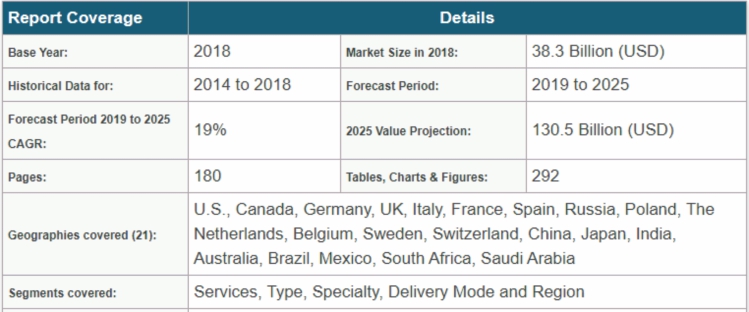 Report Coverage Details
Base Year: 2018 Market Size in 2018: 38.3 Billion (USD)
Historical Data for: 2014 to 2018 Forecast Period: 2019 to 2025
Forecast Period 2019 to 2025
CAGR:
19% 2025 Value Projection: 130.5 Billion (USD)
Pages: 180 Tables, Charts & Figures: 292
Geographies covered (21):
U.S., Canada, Germany, UK, Italy, France, Spain, Russia, Poland, The
Netherlands, Belgium, Sweden, Switzerland, China, Japan, India,
Australia, Brazil, Mexico, South Africa, Saudi Arabia
Segments covered: Services, Type, Specialty, Delivery Mode and Region